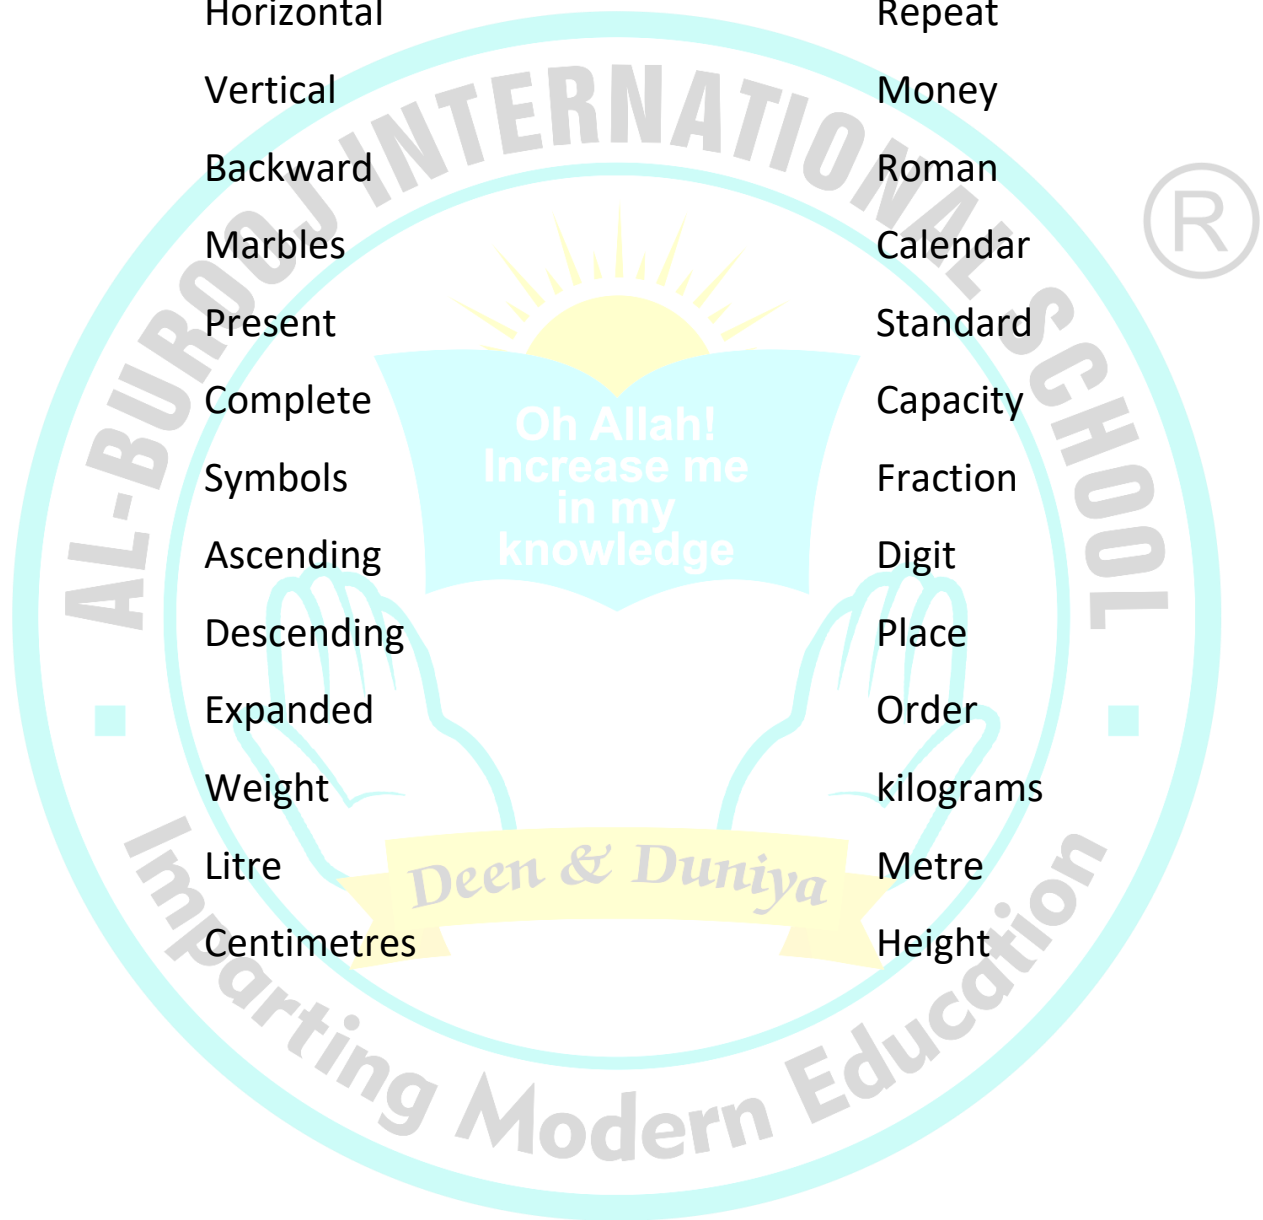 Horizontal Repeat
Vertical Money
Backward Roman
Marbles Calendar
Present Standard
Complete Capacity
Symbols Fraction
Ascending Digit
Descending Place
Expanded Order
Weight kilograms
Litre Metre
Centimetres Height
AL-BUROOJ INTERNATIONAL SCHOOL
®
Oh Allah!
Increase me
in my
knowledge
Deen & Duniya
Imparting Modern Education